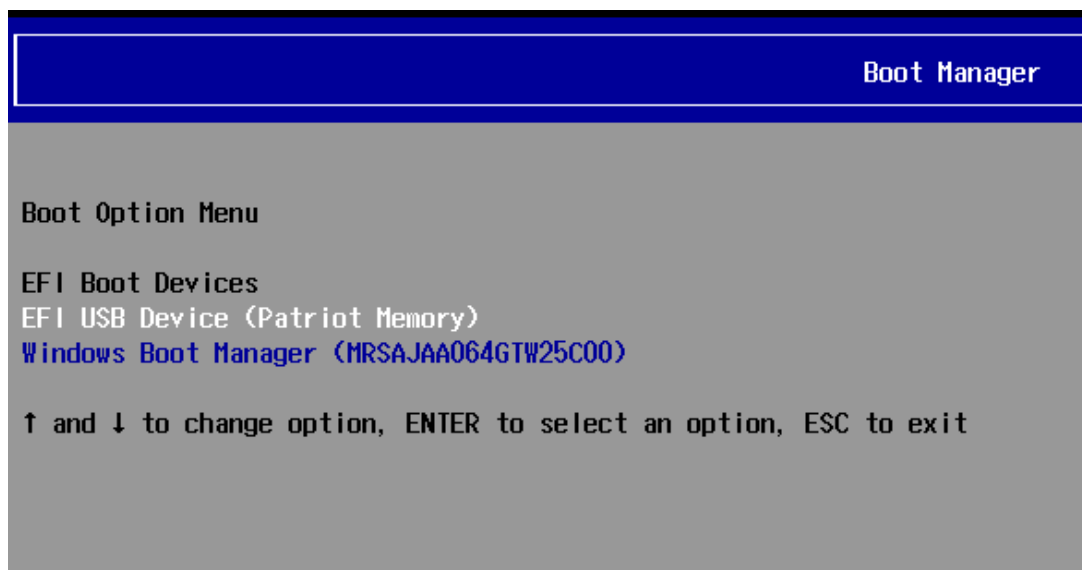 Boot Manager
Boot Option Menu
EFI Boot Devices
EFI USB Device (Patriot Memory)
Windows Boot Manager (MRSAJAA064GTW25C00)
↑ and ↓ to change option, ENTER to select an option, ESC to exit